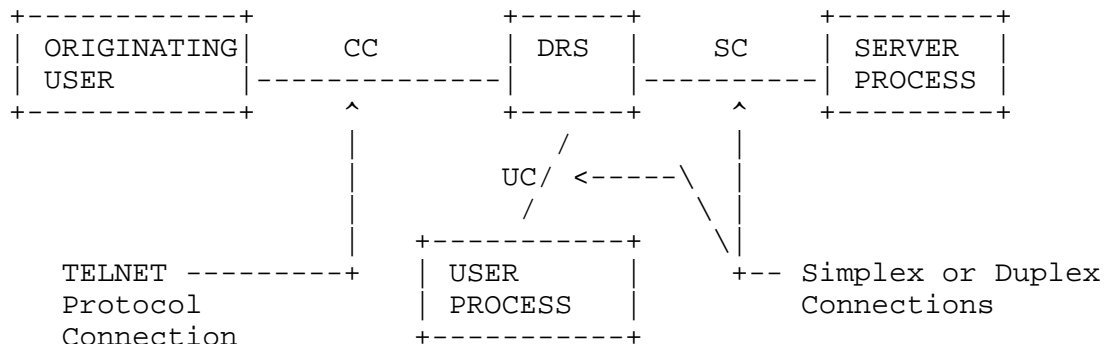 +------------+              +------+           +---------+
| ORIGINATING|     CC       | DRS  |    SC     | SERVER  |
| USER       |--------------|      |-----------| PROCESS |
+------------+      ^       +------+     ^     +---------+
                    |          /         |
                    |      UC/ <-----\   |
                    |        /        \  |
                    |  +-----------+   \|
   TELNET ---------+   | USER      |     +-- Simplex or Duplex
   Protocol            | PROCESS   |         Connections
   Connection          +-----------+